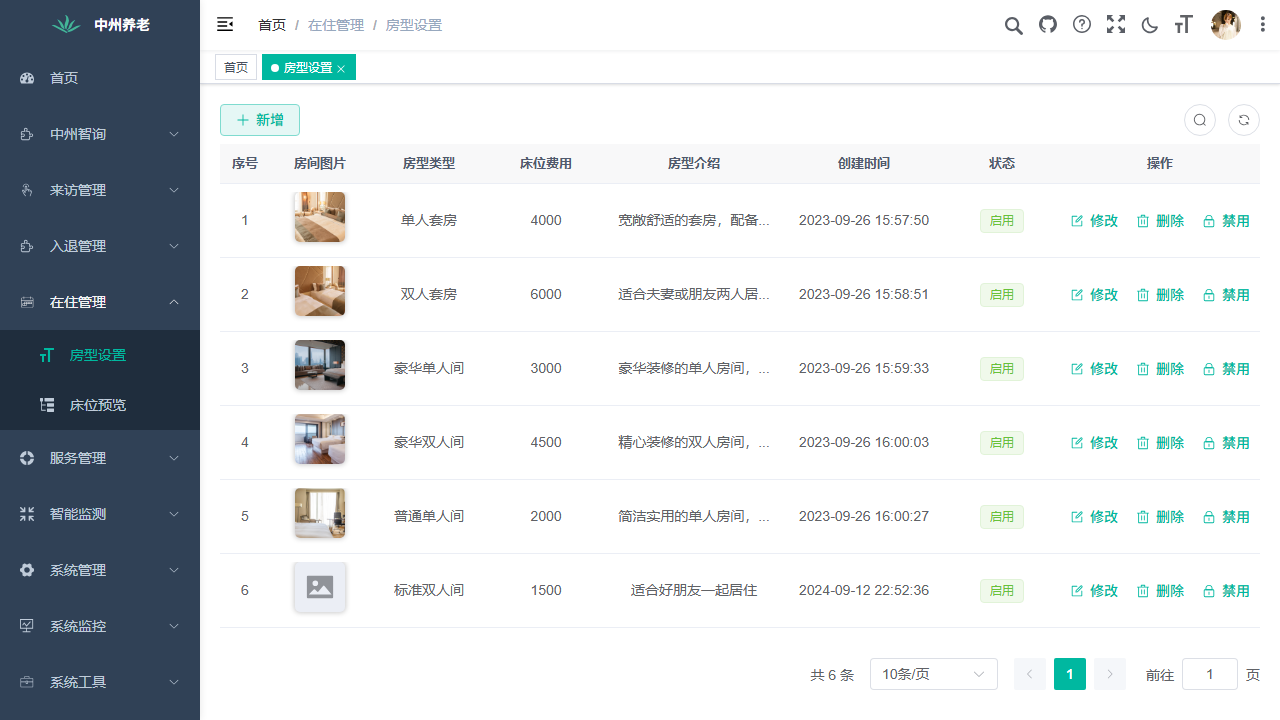 中州养老
首页 / 在住管理 / 房型设置
首页
房型设置
首页
中州智询
来访管理
入退管理
在住管理
房型设置
床位预览
服务管理
智能监测
系统管理
系统监控
系统工具
新增
序号 房间图片 房型类型 床位费用 房型介绍 创建时间 状态 操作
1 单人套房 4000 宽敞舒适的套房，配备... 2023-09-26 15:57:50 启用 修改 删除 禁用
2 双人套房 6000 适合夫妻或朋友两人居... 2023-09-26 15:58:51 启用 修改 删除 禁用
3 豪华单人间 3000 豪华装修的单人房间，... 2023-09-26 15:59:33 启用 修改 删除 禁用
4 豪华双人间 4500 精心装修的双人房间，... 2023-09-26 16:00:03 启用 修改 删除 禁用
5 普通单人间 2000 简洁实用的单人房间，... 2023-09-26 16:00:27 启用 修改 删除 禁用
6 标准双人间 1500 适合好朋友一起居住 2024-09-12 22:52:36 启用 修改 删除 禁用
共 6 条 10条/页 1 前往 1 页